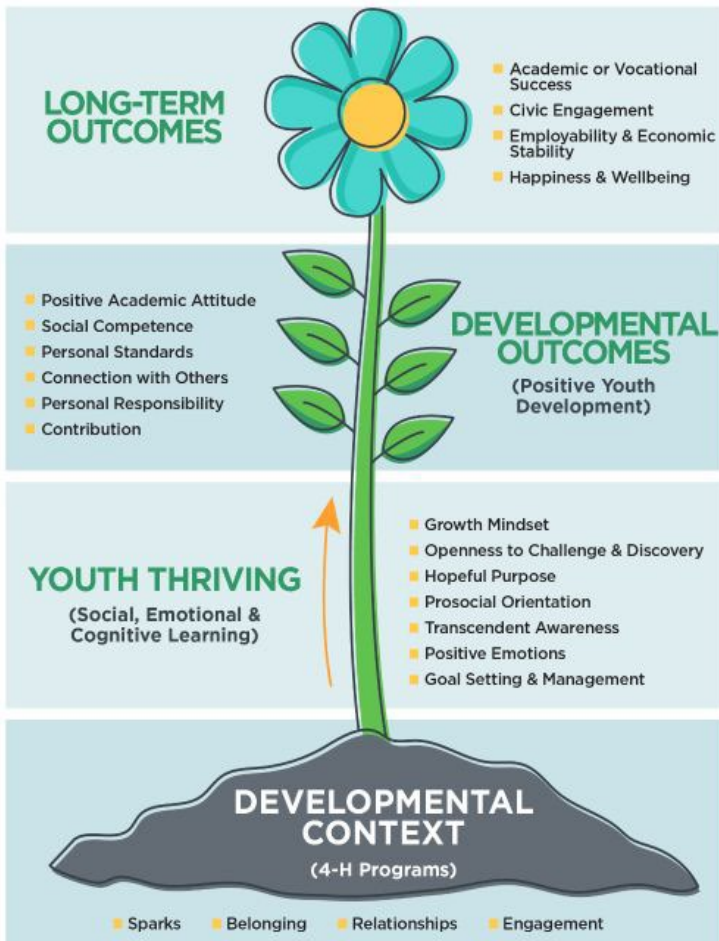 LONG-TERM
OUTCOMES
Academic or Vocational
Success
Civic Engagement
Employability & Economic
Stability
Happiness & Wellbeing
Positive Academic Attitude
Social Competence
Personal Standards
Connection with Others
Personal Responsibility
Contribution
DEVELOPMENTAL
OUTCOMES
(Positive Youth
Development)
YOUTH THRIVING
(Social, Emotional &
Cognitive Learning)
Growth Mindset
Openness to Challenge & Discovery
Hopeful Purpose
Prosocial Orientation
Transcendent Awareness
Positive Emotions
Goal Setting & Management
DEVELOPMENTAL
CONTEXT
(4-H Programs)
Sparks Belonging Relationships Engagement